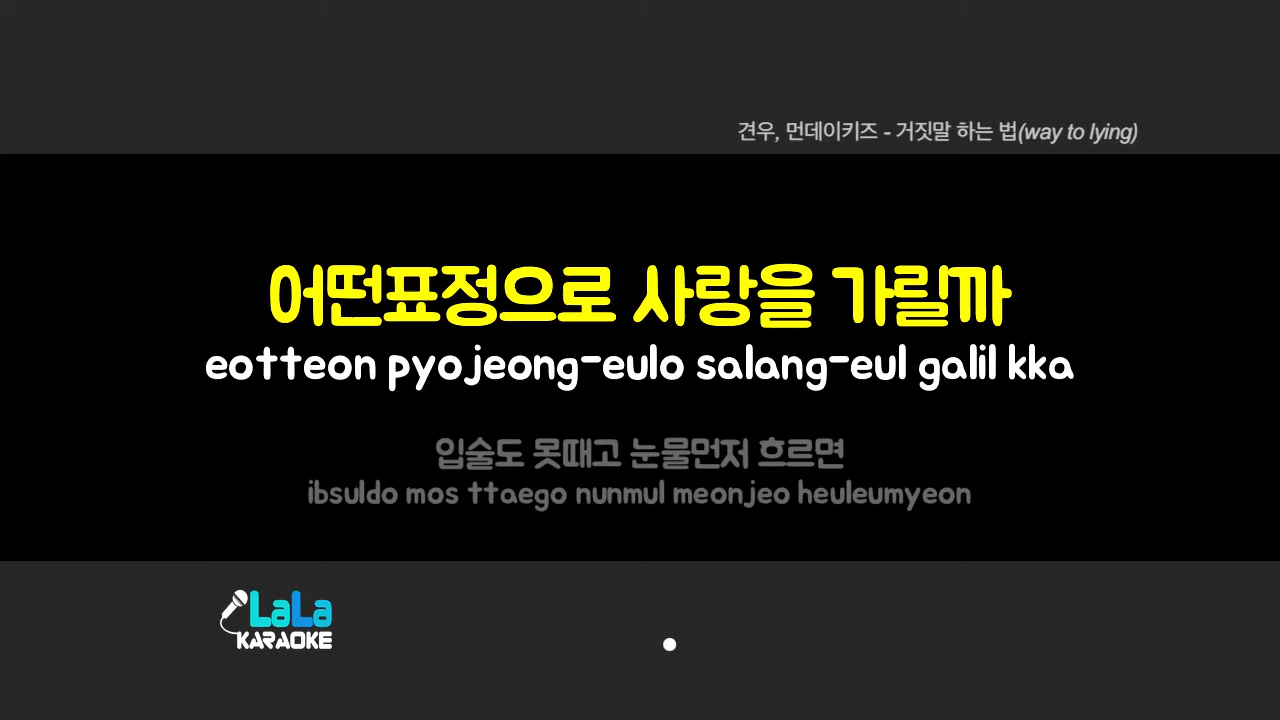 견우, 먼데이키즈 - 거짓말 하는 법(way to lying)
어떤표정으로 사랑을 가릴까
eotteon pyojeong-eulo salang-eul galil kka
입술도 못때고 눈물먼저 흐르면
ibsuldo mos ttaego nunmul meonjeo heuleumyeon
LaLa
KARAOKE